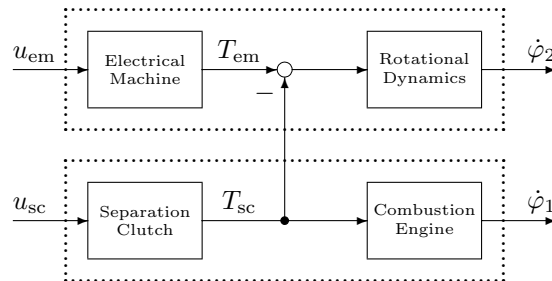 u_em
Electrical
Machine
T_em
−
Rotational
Dynamics
φ̇_2
u_sc
Separation
Clutch
T_sc
Combustion
Engine
φ̇_1